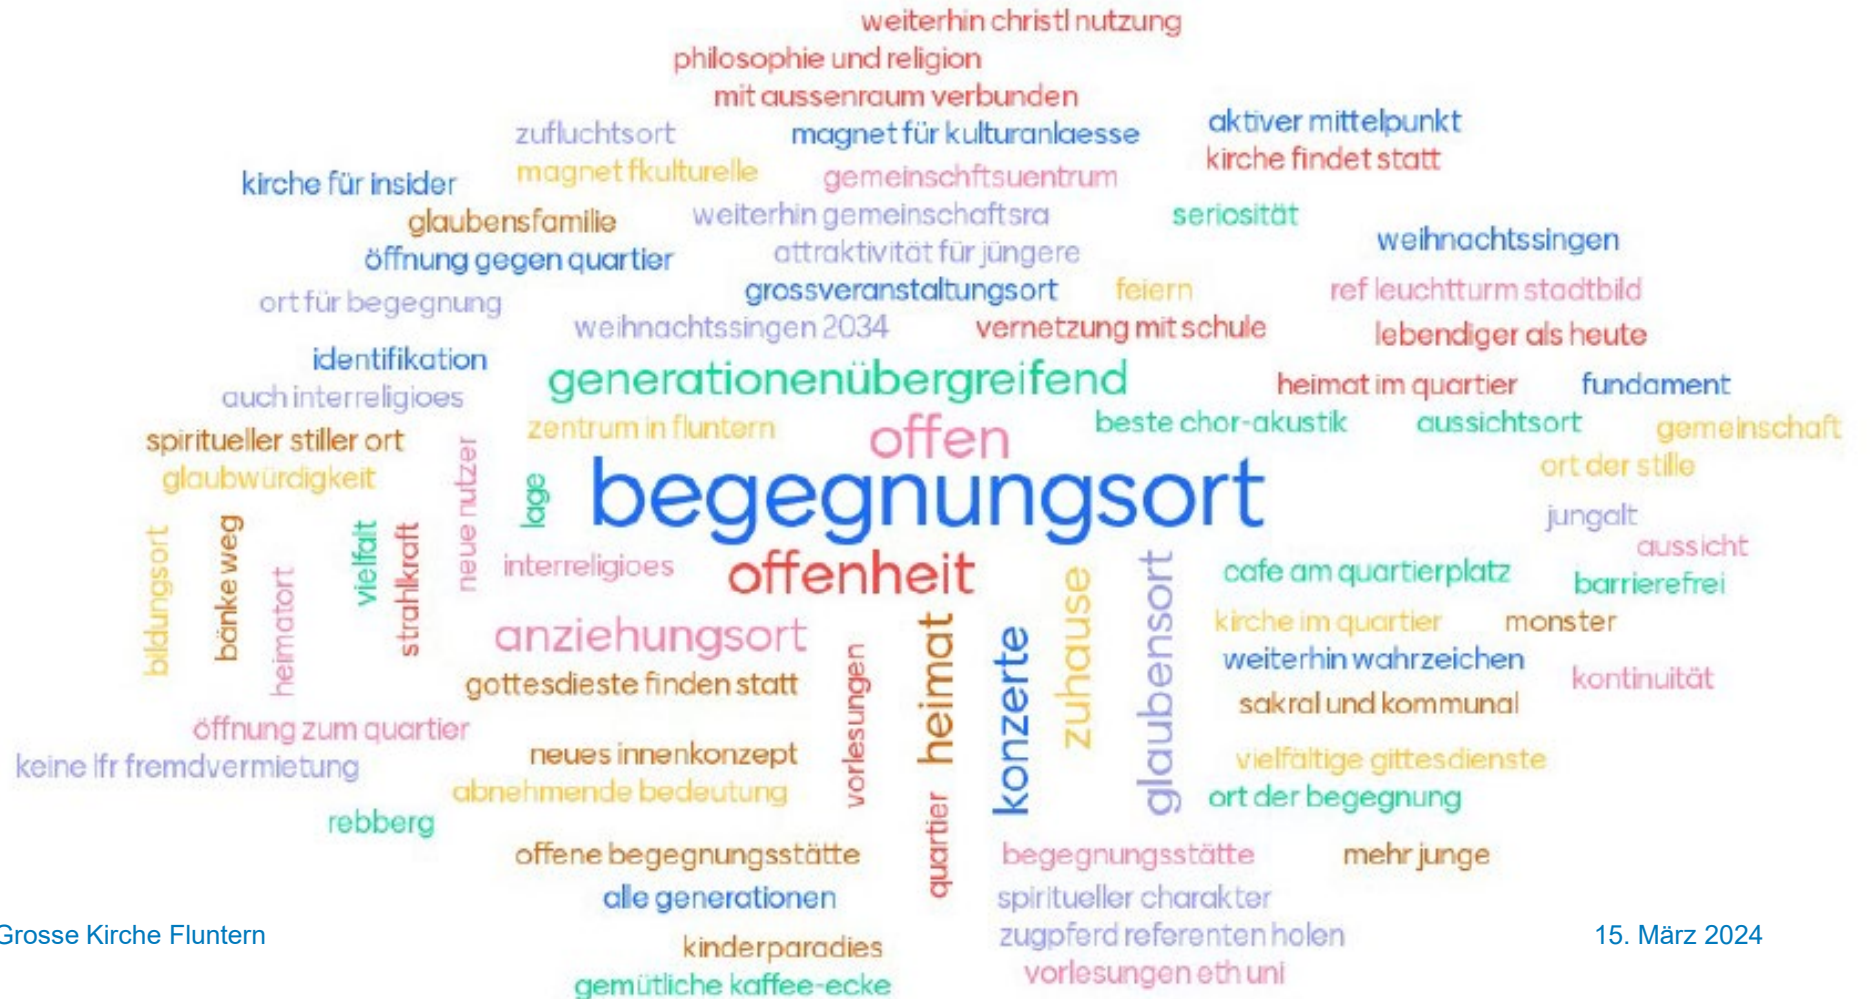 weiterhin christl nutzung
philosophie und religion
mit aussenraum verbunden
zufluchtsort
magnet für kulturanlaesse
aktiver mittelpunkt
kirche findet statt
kirche für insider
magnet fkulturelle
gemeinschftsuentrum
glaubensfamilie
weiterhin gemeinschaftsra
seriosität
weihnachtssingen
öffnung gegen quartier
attraktivität für jüngere
ort für begegnung
grossveranstaltungsort
feiern
ref leuchtturm stadtbild
weihnachtssingen 2034
vernetzung mit schule
lebendiger als heute
identifikation
generationenübergreifend
heimat im quartier
fundament
auch interreligioes
spiritueller stiller ort
zentrum in fluntern
offen
beste chor-akustik
aussichtsort
gemeinschaft
glaubwürdigkeit
neue nutzer
lage
begegnungsort
ort der stille
jungalt
aussicht
bildungsort
bänke weg
heimatort
vielfalt
strahlkraft
interreligioes
offenheit
cafe am quartierplatz
barrierefrei
anziehungsort
vorlesungen
heimat
konzerte
zuhause
glaubensort
kirche im quartier
monster
weiterhin wahrzeichen
kontinuität
gottesdieste finden statt
sakral und kommunal
öffnung zum quartier
keine lfr fremdvermietung
neues innenkonzept
vielfältige gittesdienste
abnehmende bedeutung
ort der begegnung
rebberg
quartier
offene begegnungsstätte
begegnungsstätte
mehr junge
alle generationen
spiritueller charakter
Grosse Kirche Fluntern
zugpferd referenten holen
15. März 2024
kinderparadies
vorlesungen eth uni
gemütliche kaffee-ecke